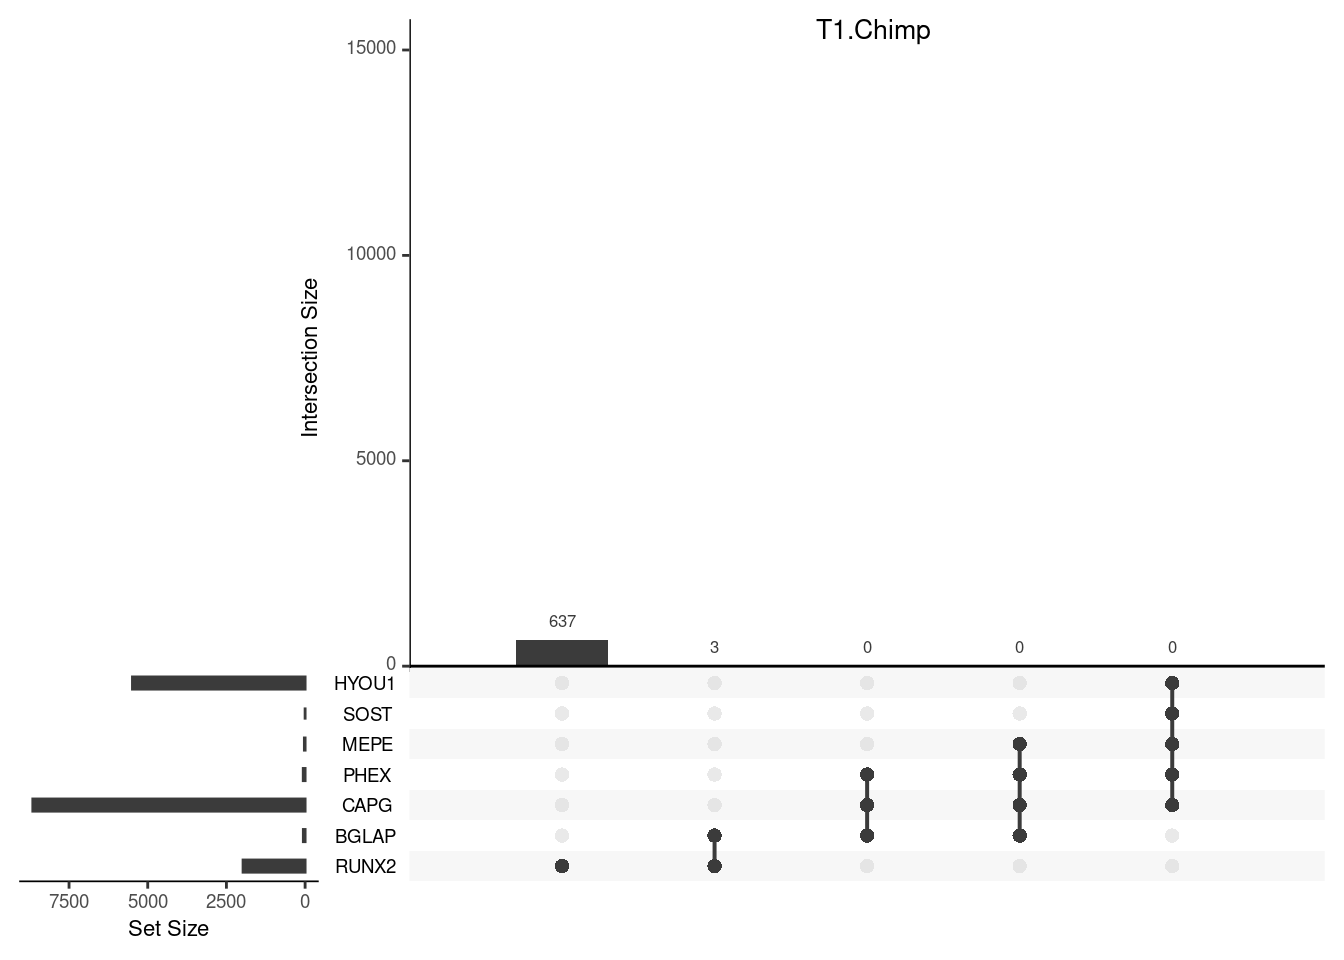 T1.Chimp
15000
10000
5000
0
Intersection Size
637
3
0
0
0
HYOU1
SOST
MEPE
PHEX
CAPG
BGLAP
RUNX2
7500 5000 2500 0
Set Size